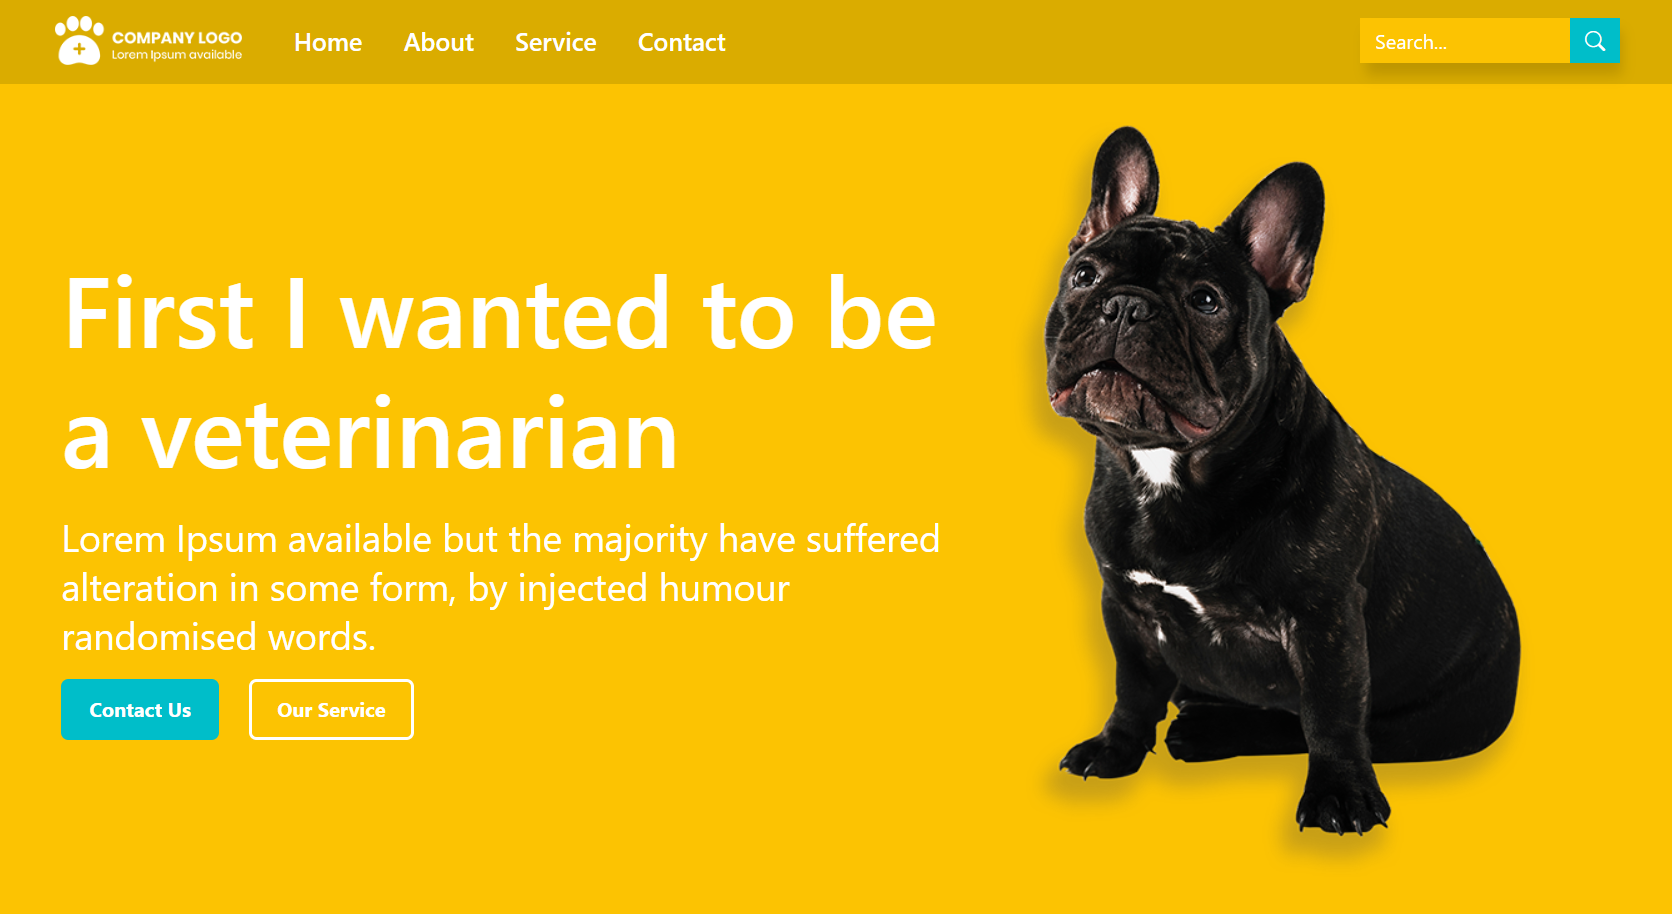 COMPANY LOGO
Lorem Ipsum available
Home About Service Contact
Search...
First I wanted to be
a veterinarian
Lorem Ipsum available but the majority have suffered
alteration in some form, by injected humour
randomised words.
Contact Us
Our Service